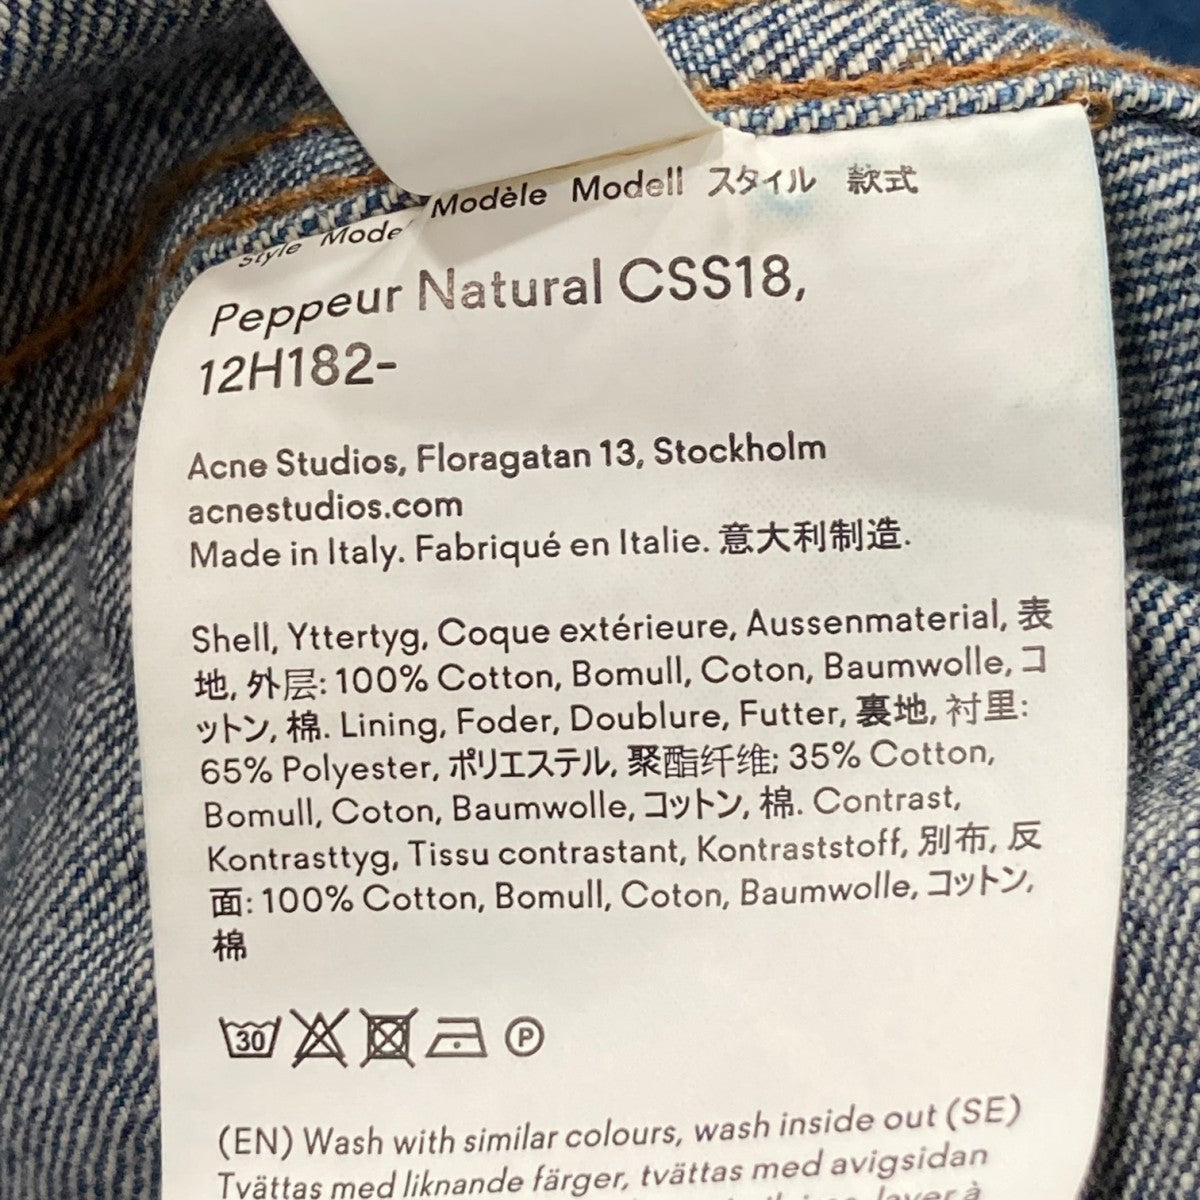 Style Model Modèle Modell スタイル 款式
Peppeur Natural CSS18,
12H182-
Acne Studios, Floragatan 13, Stockholm
acnestudios.com
Made in Italy. Fabriqué en Italie. 意大利制造.
Shell, Yttertyg, Coque extérieure, Aussenmaterial, 表
地, 外层: 100% Cotton, Bomull, Coton, Baumwolle, コ
ットン, 棉. Lining, Foder, Doublure, Futter, 裏地, 衬里:
65% Polyester, ポリエステル, 聚酯纤维; 35% Cotton,
Bomull, Coton, Baumwolle, コットン, 棉. Contrast,
Kontrasttyg, Tissu contrastant, Kontraststoff, 別布, 反
面: 100% Cotton, Bomull, Coton, Baumwolle, コットン,
棉
30 P
(EN) Wash with similar colours, wash inside out (SE)
Tvättas med liknande färger, tvättas med avigsidan
laver à